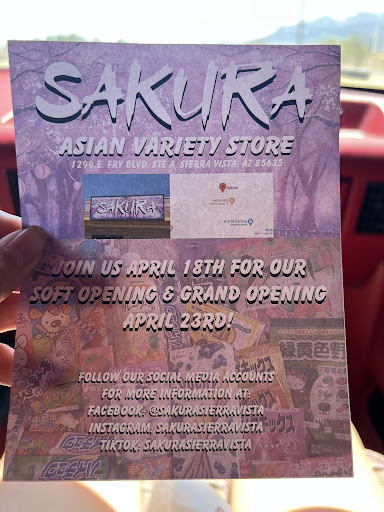 SAKURA
ASIAN VARIETY STORE
1299 E. FRY BLVD. STE A, SIERRA VISTA, AZ 85635
SAKURA
Sakura
JOIN US APRIL 18TH FOR OUR
SOFT OPENING & GRAND OPENING
APRIL 23RD!
FOLLOW OUR SOCIAL MEDIA ACCOUNTS
FOR MORE INFORMATION AT:
FACEBOOK: @SAKURASIERRAVISTA
INSTAGRAM: SAKURASIERRAVISTA
TIKTOK: SAKURASIERRAVISTA